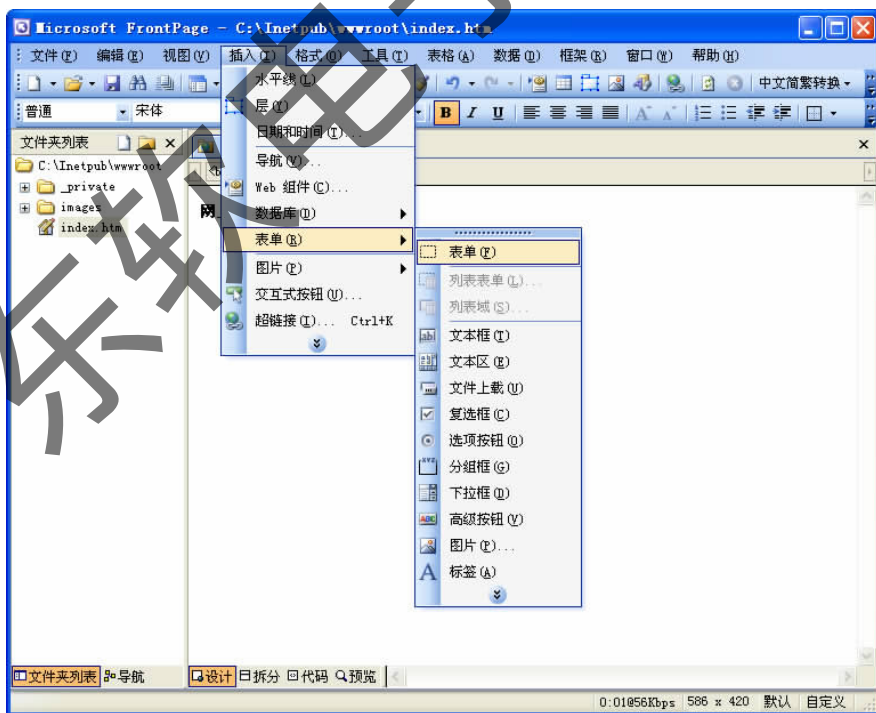 Microsoft FrontPage - C:\Inetpub\wwwroot\index.htm
文件(F) 编辑(E) 视图(V) 插入(I) 格式(O) 工具(T) 表格(A) 数据(D) 框架(R) 窗口(W) 帮助(H)
中文简繁转换
普通 宋体 B I U A A
文件夹列表
C:\Inetpub\wwwroot
_private
images
index.htm
网
水平线(L)
层(Y)
日期和时间(T)...
导航(V)...
Web 组件(C)...
数据库(D)
表单(R)
图片(P)
交互式按钮(U)...
超链接(I)... Ctrl+K
表单(F)
列表表单(L)...
列表域(S)...
文本框(T)
文本区(E)
文件上载(U)
复选框(C)
选项按钮(O)
分组框(G)
下拉框(D)
高级按钮(V)
图片(P)...
标签(A)
文件夹列表 导航 设计 拆分 代码 预览
0:01@56Kbps 586 x 420 默认 自定义
东软电子